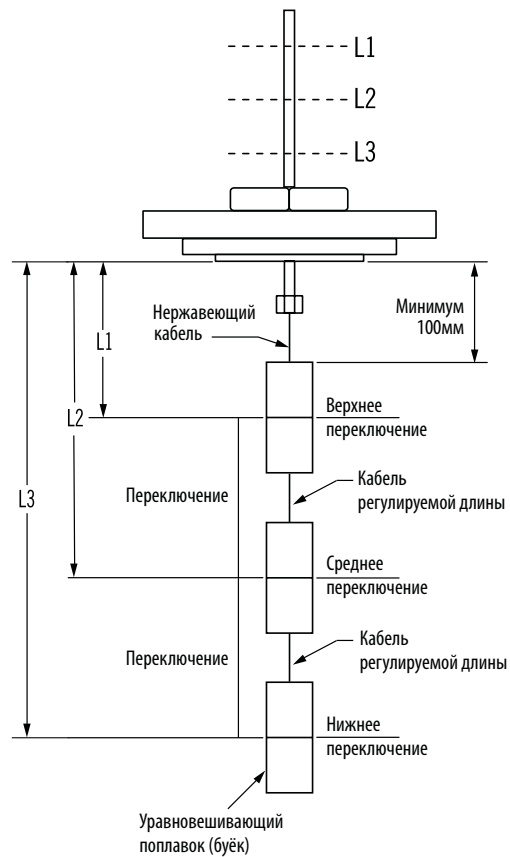 L1
L2
L3
Минимум
100мм
Нержавеющий
кабель
L1
L2
L3
Верхнее
переключение
Переключение
Кабель
регулируемой длины
Среднее
переключение
Переключение
Кабель
регулируемой длины
Нижнее
переключение
Уравновешивающий
поплавок (буёк)